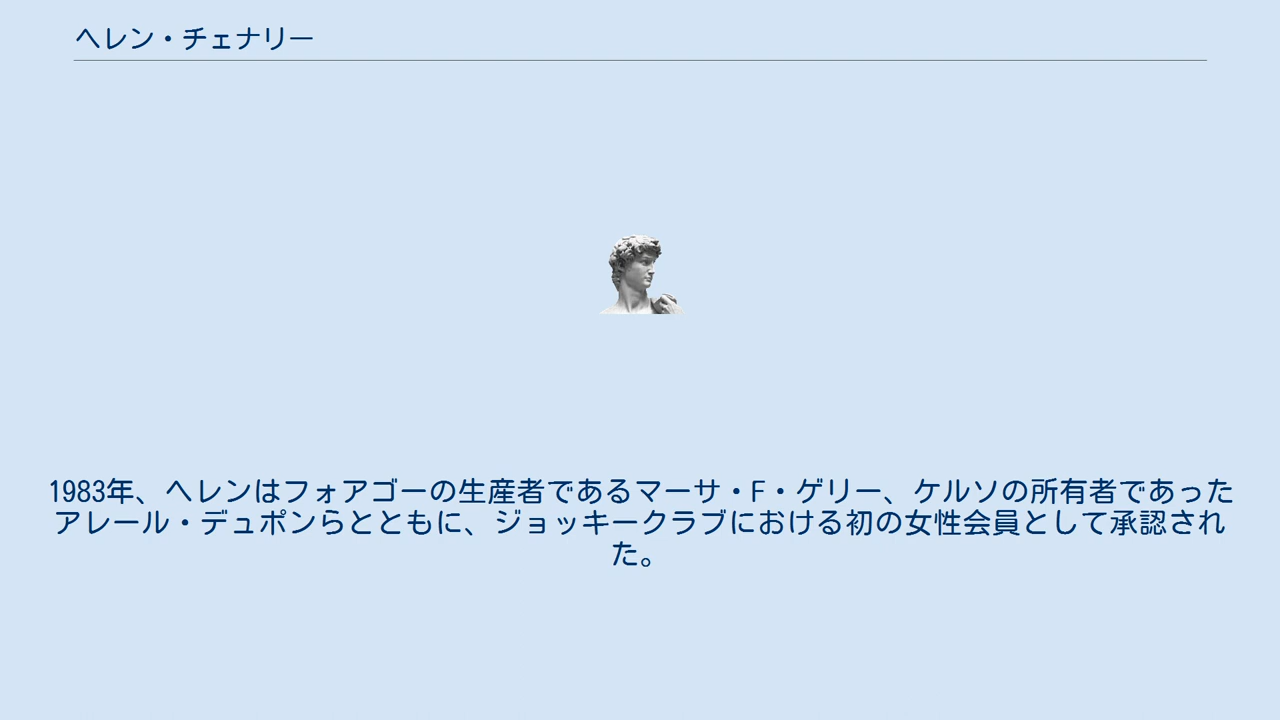 ヘレン・チェナリー
1983年、ヘレンはフォアゴーの生産者であるマーサ・F・ゲリー、ケルソの所有者であった
アレール・デュポンらとともに、ジョッキークラブにおける初の女性会員として承認され
た。